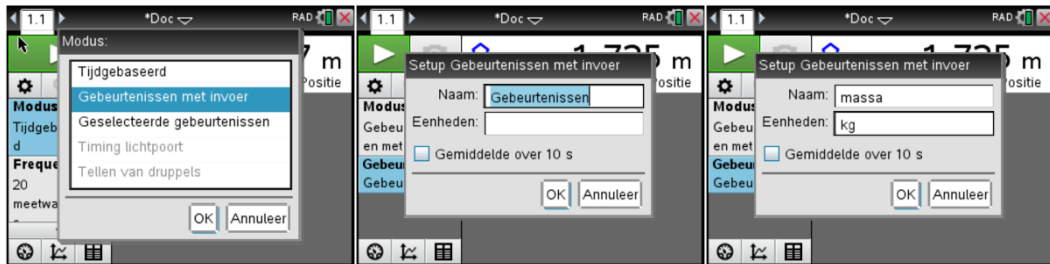 1.1 *Doc RAD
Modus:
Tijdgebaseerd
Gebeurtenissen met invoer
Geselecteerde gebeurtenissen
Timing lichtpoort
Tellen van druppels
OK Annuleer
m
ositie
Modus
Tijdgeb
d
Freque
20
meetwa
1.1 *Doc RAD
1.735 m
ositie
Setup Gebeurtenissen met invoer
Naam: Gebeurtenissen
Eenheden:
Gemiddelde over 10 s
OK Annuleer
Modus
Gebeu
en met
Gebeu
Gebeu
1.1 *Doc RAD
m
ositie
Setup Gebeurtenissen met invoer
Naam: massa
Eenheden: kg
Gemiddelde over 10 s
OK Annuleer
Modus
Gebeu
en met
Gebeu
Gebeu